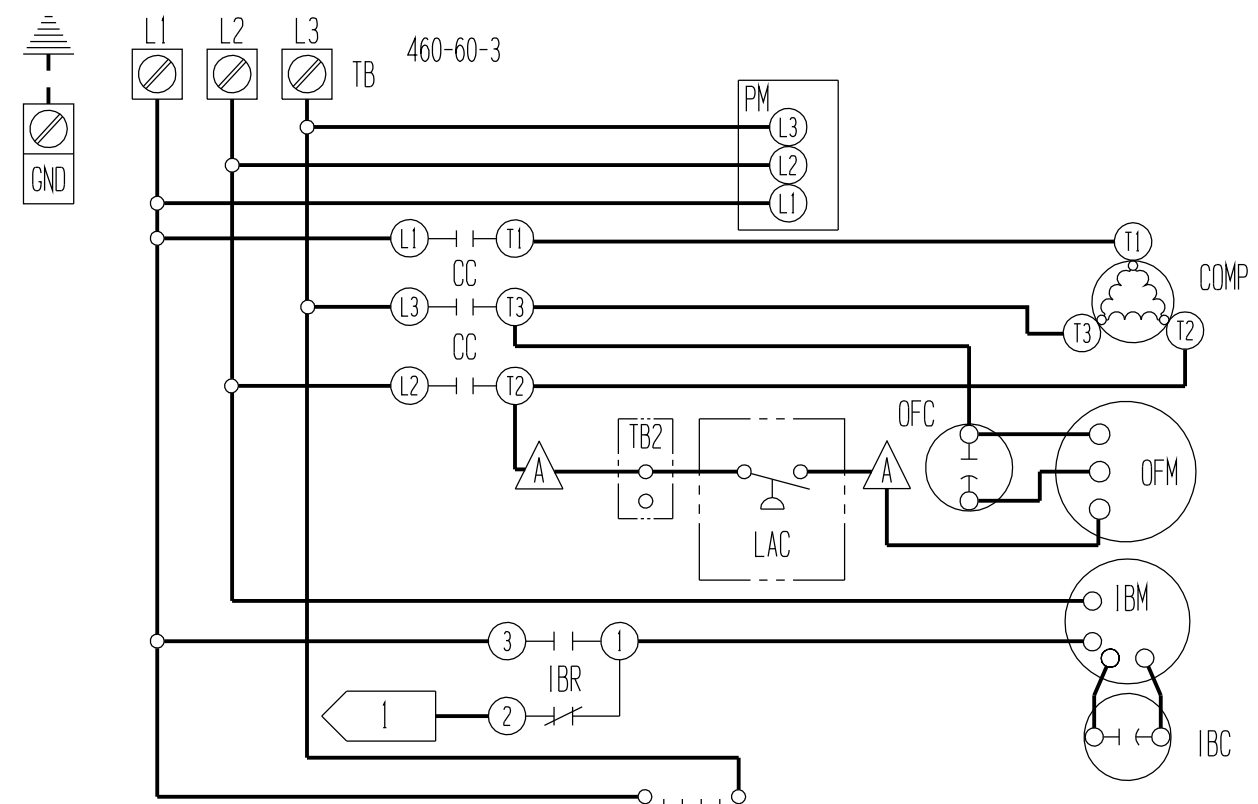 L1 L2 L3
460-60-3
TB
PM
L3
L2
L1
GND
L1 T1 T1
CC
COMP
L3 T3
T3 T2
CC
L2 T2
OFC
TB2
A A
OFM
LAC
IBM
3 1
IBR
1 2
IBC